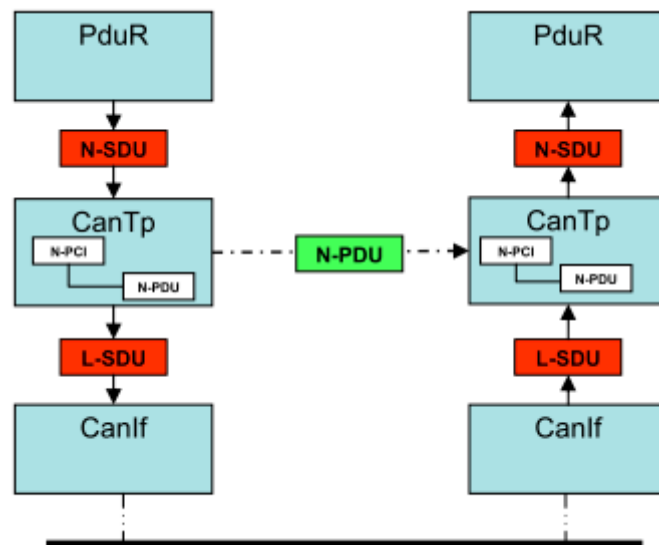 PduR
PduR
N-SDU
N-SDU
CanTp
CanTp
N-PCI
N-PDU
N-PDU
N-PCI
N-PDU
L-SDU
L-SDU
CanIf
CanIf